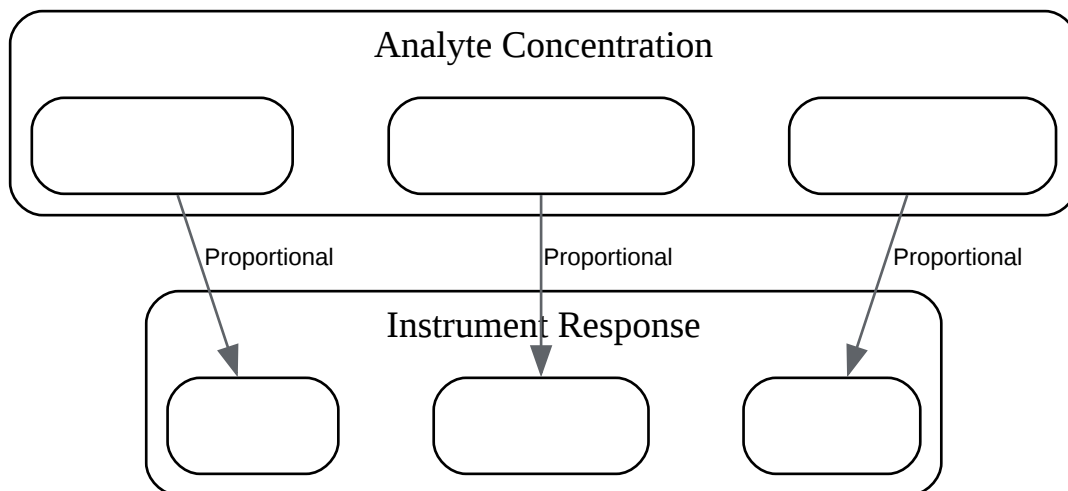 Analyte Concentration
Proportional
Proportional
Proportional
Instrument Response